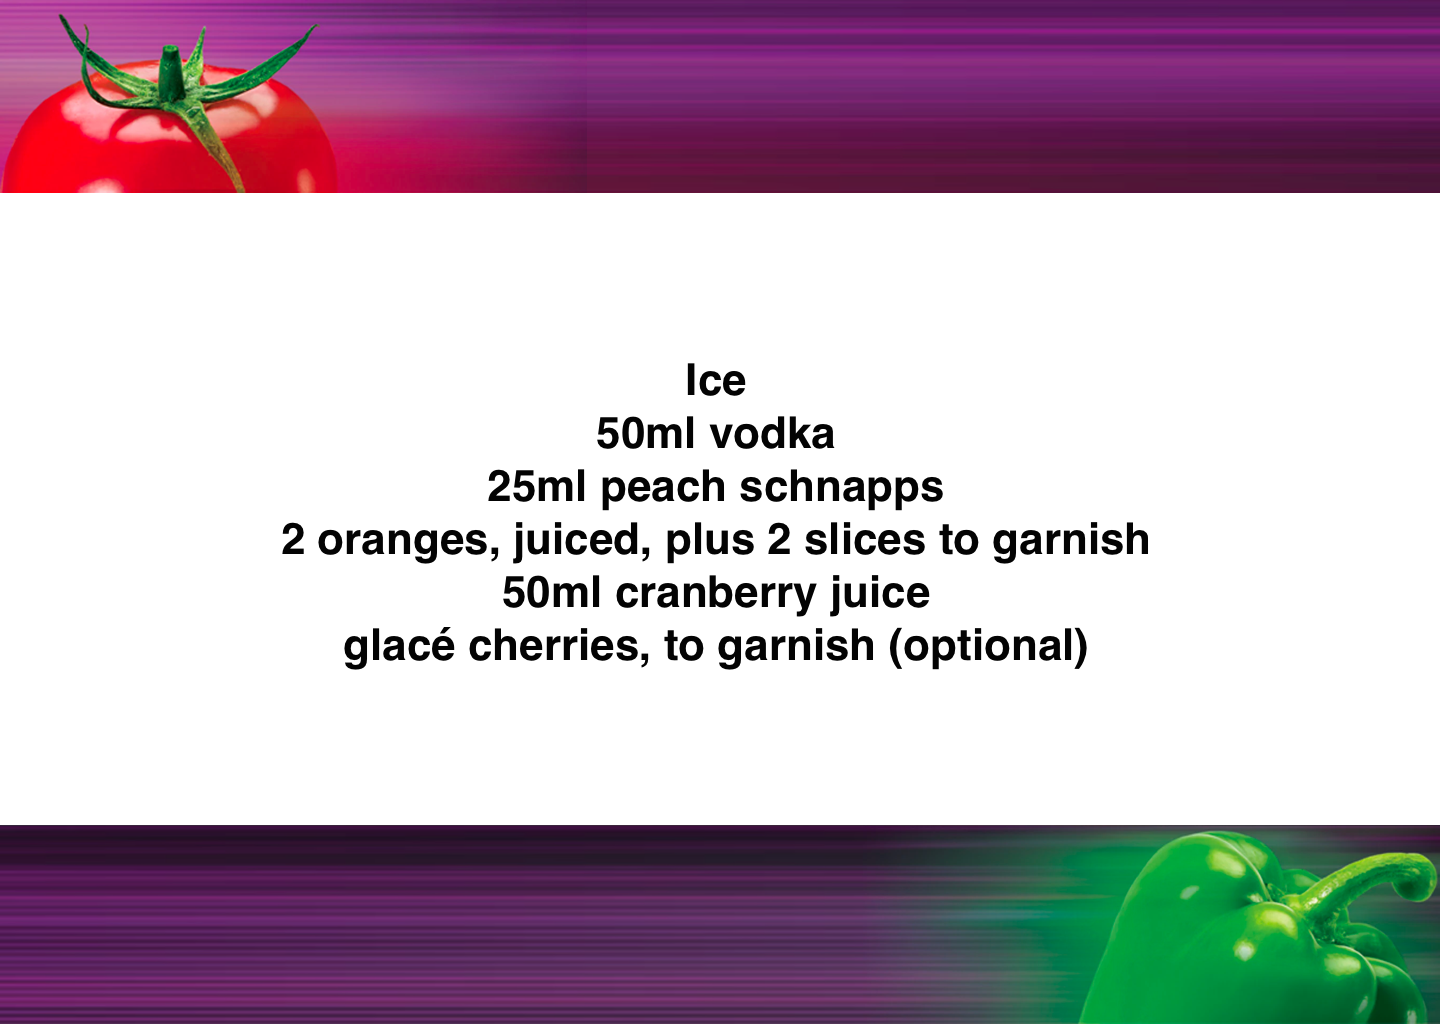 Ice
50ml vodka
25ml peach schnapps
2 oranges, juiced, plus 2 slices to garnish
50ml cranberry juice
glacé cherries, to garnish (optional)